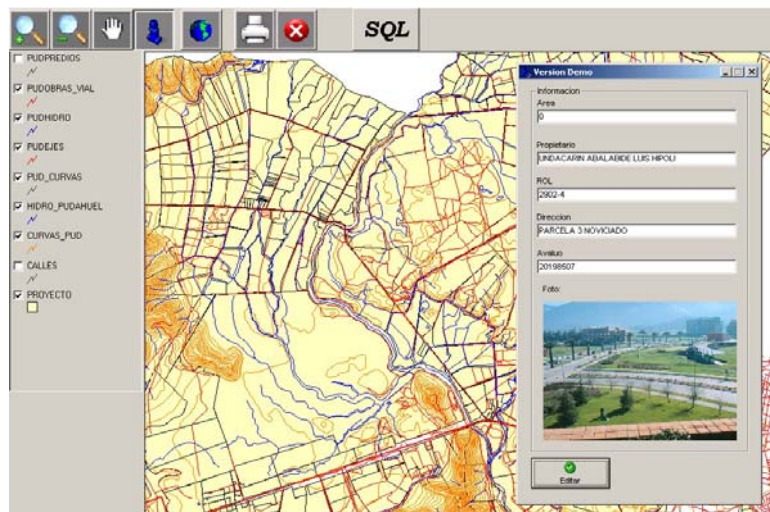 SQL
PUDPREDIOS
PUDOBRAS_VIAL
PUDHIDRO
PUDEJES
PUD_CURVAS
HIDRO_PUDAHUEL
CURVAS_PUD
CALLES
PROYECTO
Version Demo
Informacion
Area
0
Propietario
UNDACARIN ABALABIDE LUIS HIPOLI
ROL
2902-4
Direccion
PARCELA 3 NOVICIADO
Avaluo
20198507
Foto:
Editar